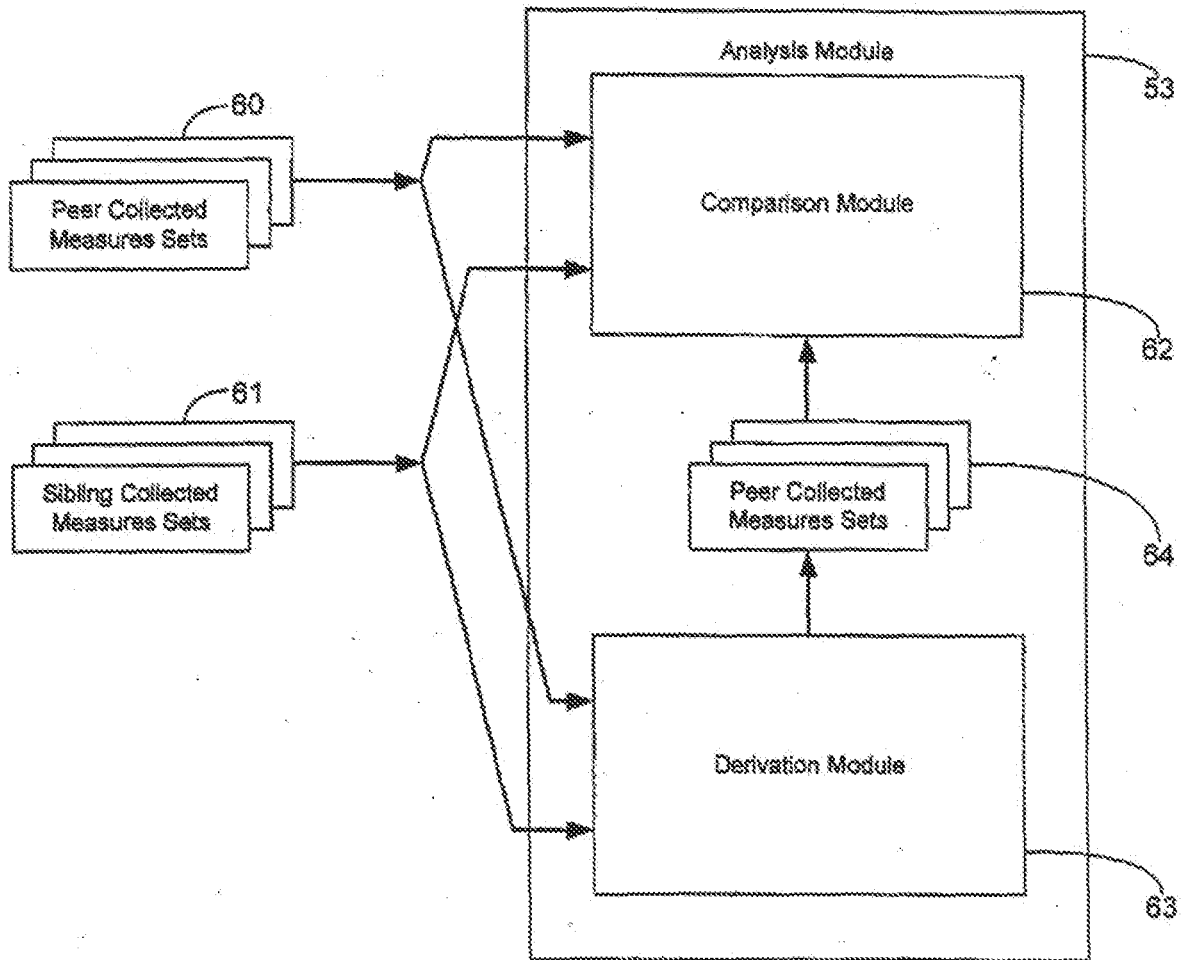 Analysis Module
53
60
Peer Collected
Measures Sets
Comparison Module
62
61
Sibling Collected
Measures Sets
Peer Collected
Measures Sets
64
Derivation Module
63